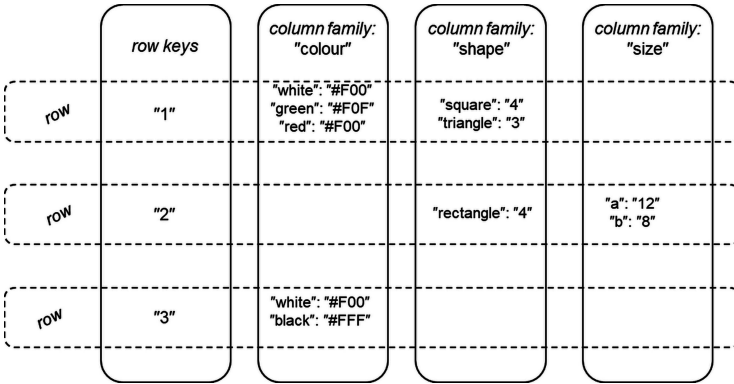 row keys
column family:
"colour"
column family:
"shape"
column family:
"size"
row
"1"
"white": "#F00"
"green": "#F0F"
"red": "#F00"
"square": "4"
"triangle": "3"
row
"2"
"rectangle": "4"
"a": "12"
"b": "8"
row
"3"
"white": "#F00"
"black": "#FFF"